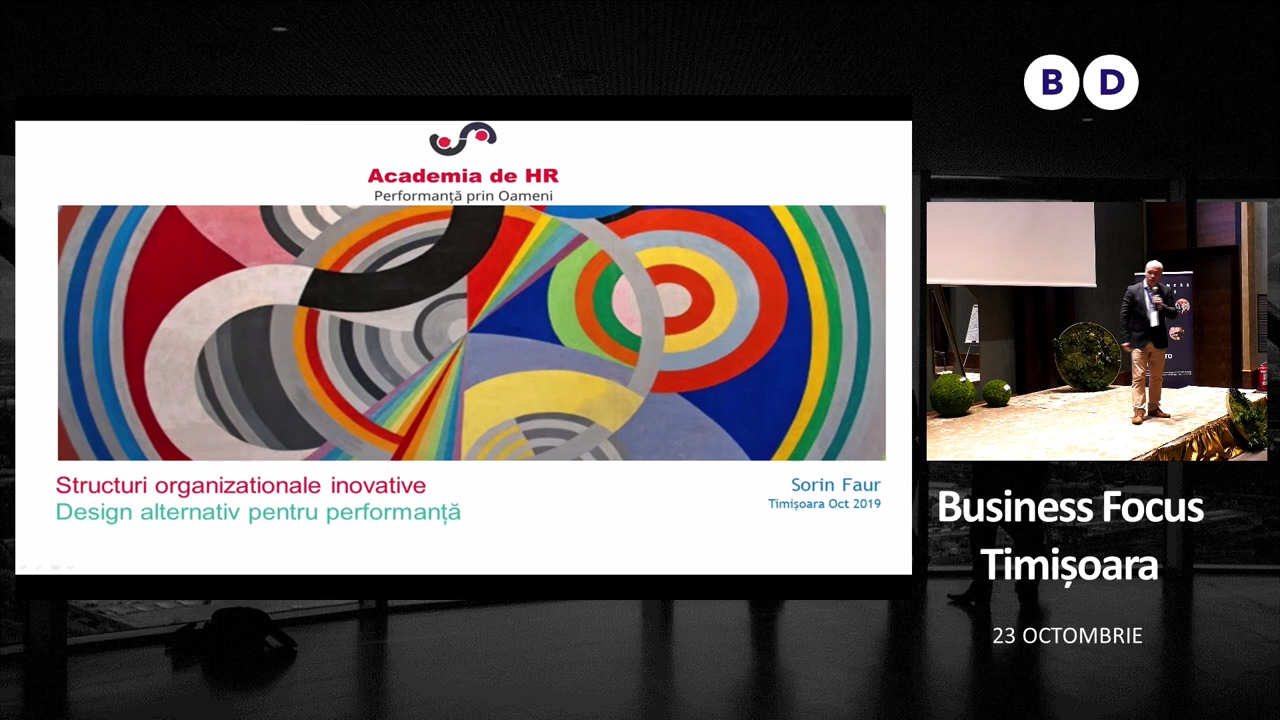 Academia de HR
Performanță prin Oameni
Structuri organizationale inovative
Design alternativ pentru performanță
Sorin Faur
Timișoara Oct 2019
B D
Business Focus
Timișoara
23 OCTOMBRIE